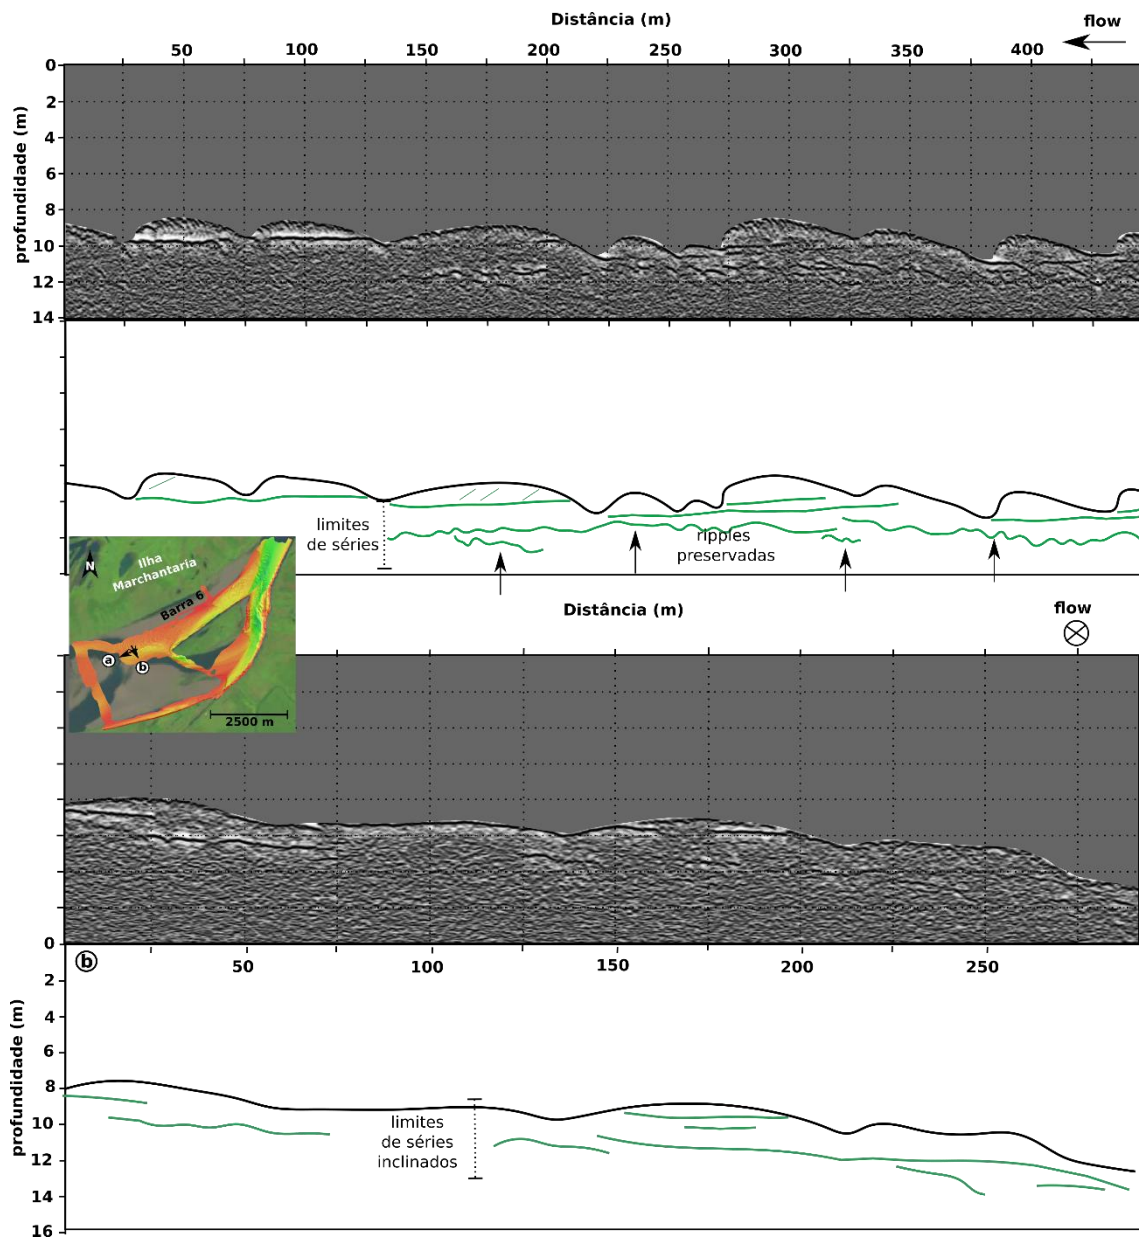 Distância (m)
flow
50 100 150 200 250 300 350 400
profundidade (m)
0
2
4
6
8
10
12
14
limites
de séries
ripples
preservadas
N
Ilha
Marchantaria
Barra 6
a
b
2500 m
Distância (m)
flow
0
b
50 100 150 200 250
profundidade (m)
2
4
6
8
10
12
14
16
limites
de séries
inclinados